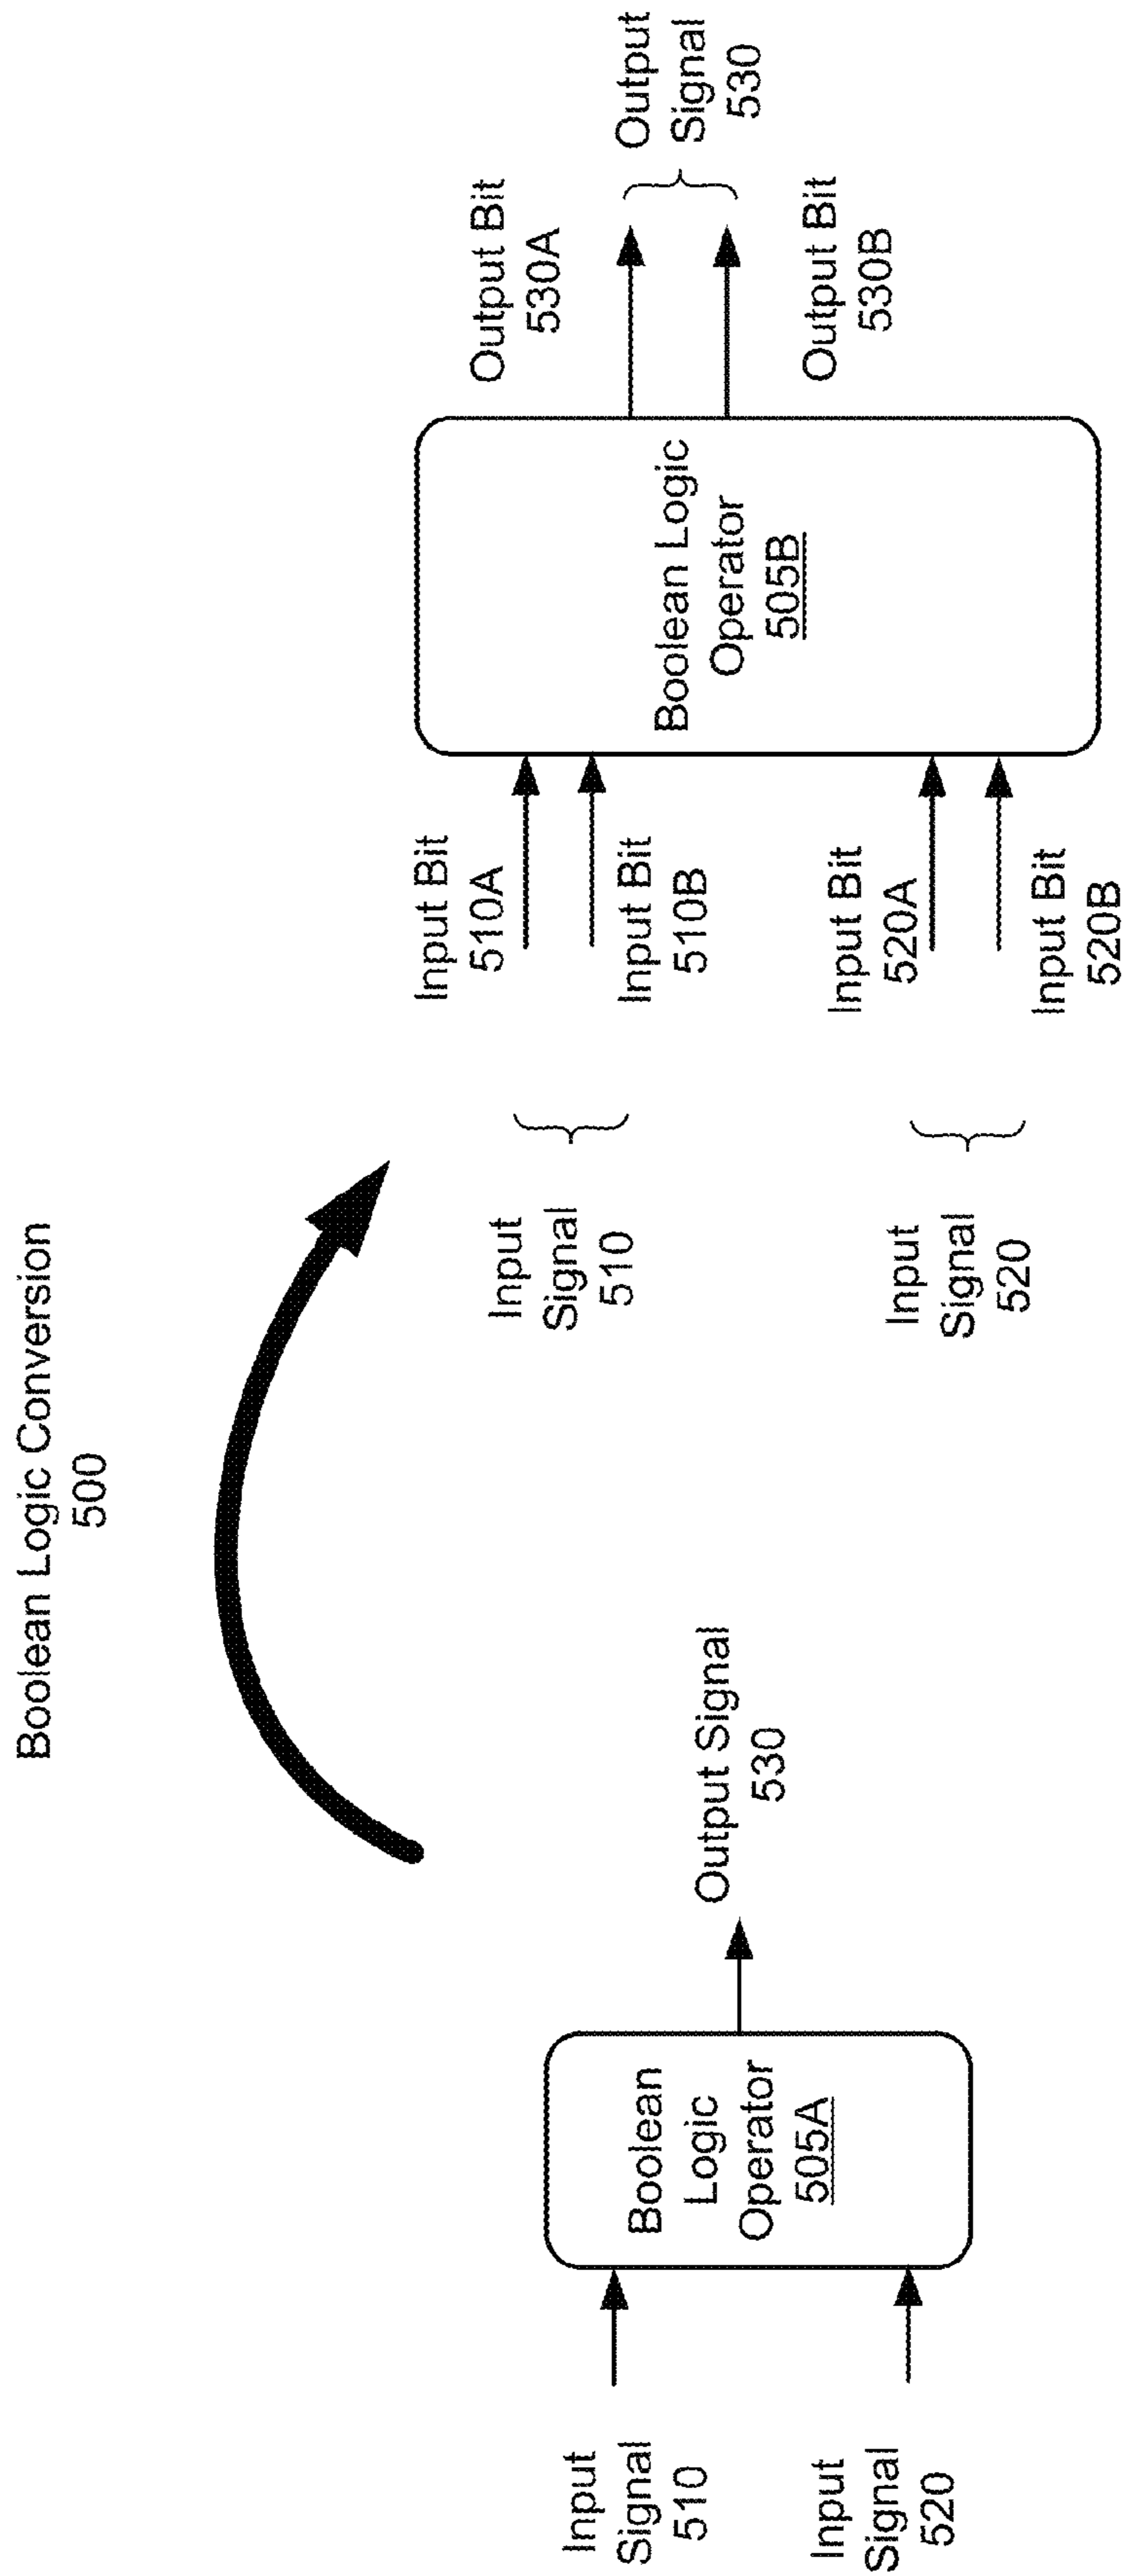 Boolean Logic Conversion
500
Input
Signal
510
Input
Signal
520
Boolean
Logic
Operator
505A
Output Signal
530
Input
Signal
510
Input
Signal
520
Input Bit
510A
Input Bit
510B
Input Bit
520A
Input Bit
520B
Boolean Logic
Operator
505B
Output Bit
530A
Output Bit
530B
Output
Signal
530